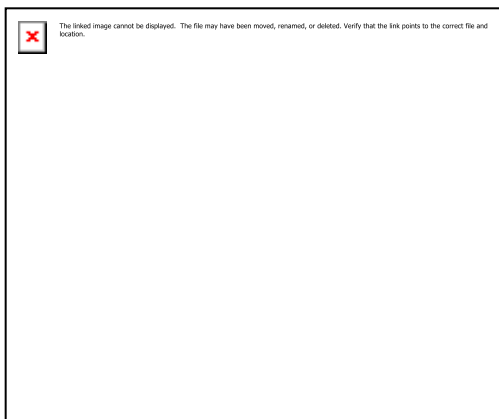 The linked image cannot be displayed.  The file may have been moved, renamed, or deleted. Verify that the link points to the correct file and
location.